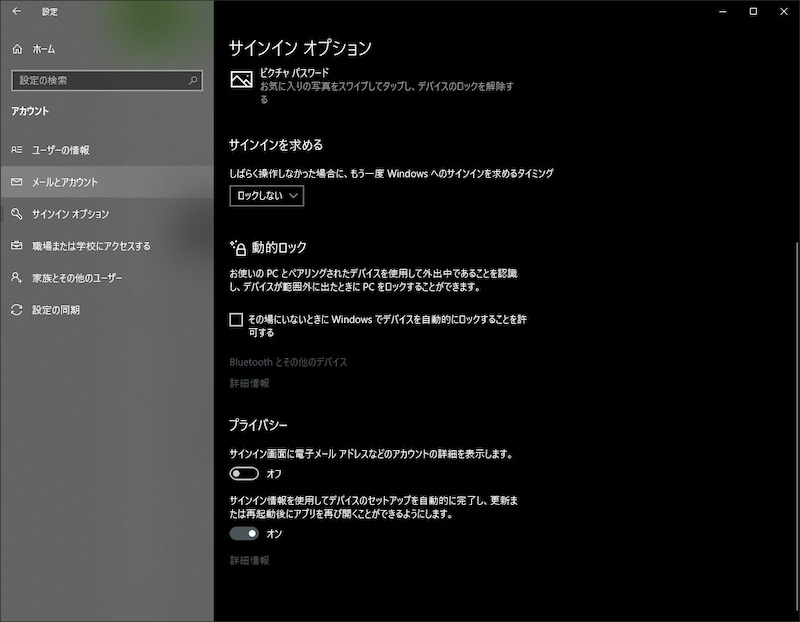 設定
ホーム
設定の検索
アカウント
ユーザーの情報
メールとアカウント
サインイン オプション
職場または学校にアクセスする
家族とその他のユーザー
設定の同期
サインイン オプション
ピクチャ パスワード
お気に入りの写真をスワイプしてタップし、デバイスのロックを解除す
る
サインインを求める
しばらく操作しなかった場合に、もう一度 Windows へのサインインを求めるタイミング
ロックしない
動的ロック
お使いの PC とペアリングされたデバイスを使用して外出中であることを認識
し、デバイスが範囲外に出たときに PC をロックすることができます。
その場にいないときに Windows でデバイスを自動的にロックすることを許
可する
Bluetooth とその他のデバイス
詳細情報
プライバシー
サインイン画面に電子メール アドレスなどのアカウントの詳細を表示します。
オフ
サインイン情報を使用してデバイスのセットアップを自動的に完了し、更新ま
たは再起動後にアプリを再び開くことができるようにします。
オン
詳細情報